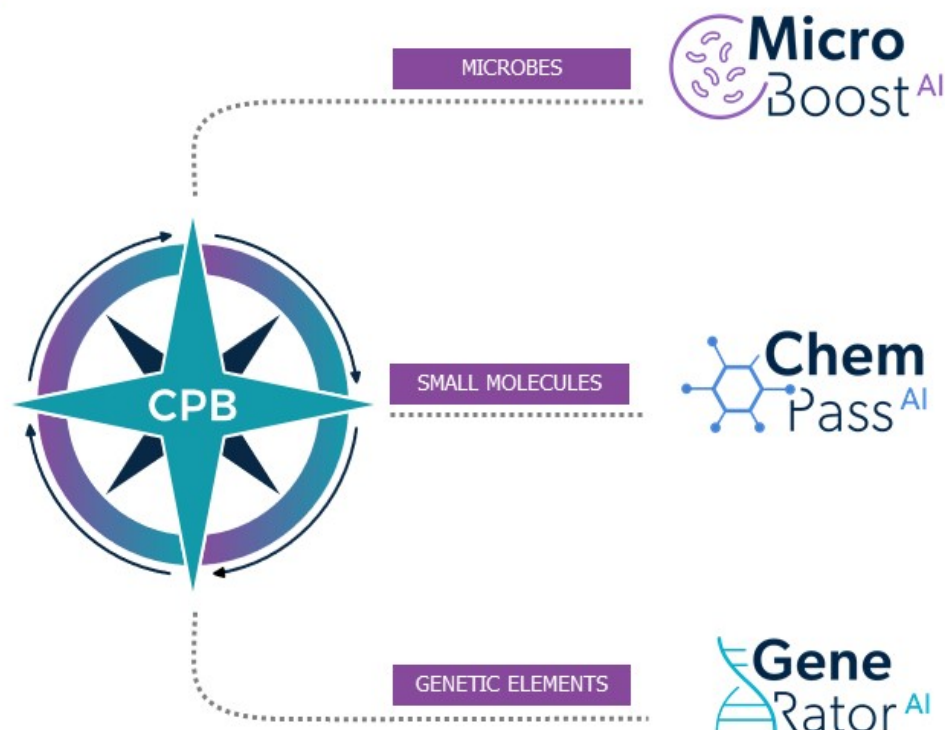 MICROBES
Micro
Boost AI
CPB
SMALL MOLECULES
Chem
Pass AI
GENETIC ELEMENTS
Gene
Rator AI